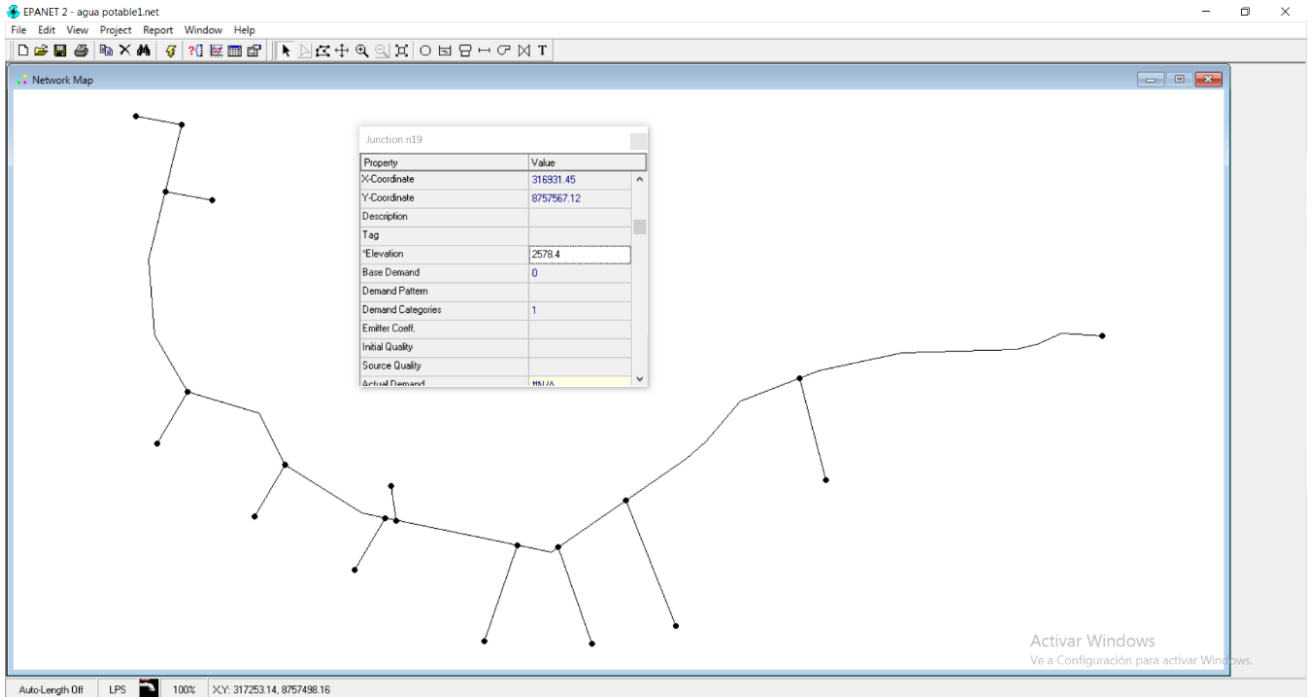 EPANET 2 - agua potable1.net
File Edit View Project Report Window Help
T
Network Map
Junction n19
Property Value
X-Coordinate 316931.45
Y-Coordinate 8757567.12
Description
Tag
*Elevation 2578.4
Base Demand 0
Demand Pattern
Demand Categories 1
Emitter Coeff.
Initial Quality
Source Quality
Actual Demand #N/A
Activar Windows
Ve a Configuración para activar Windows.
Auto-Length Off LPS 100% X,Y: 317253.14, 8757498.16